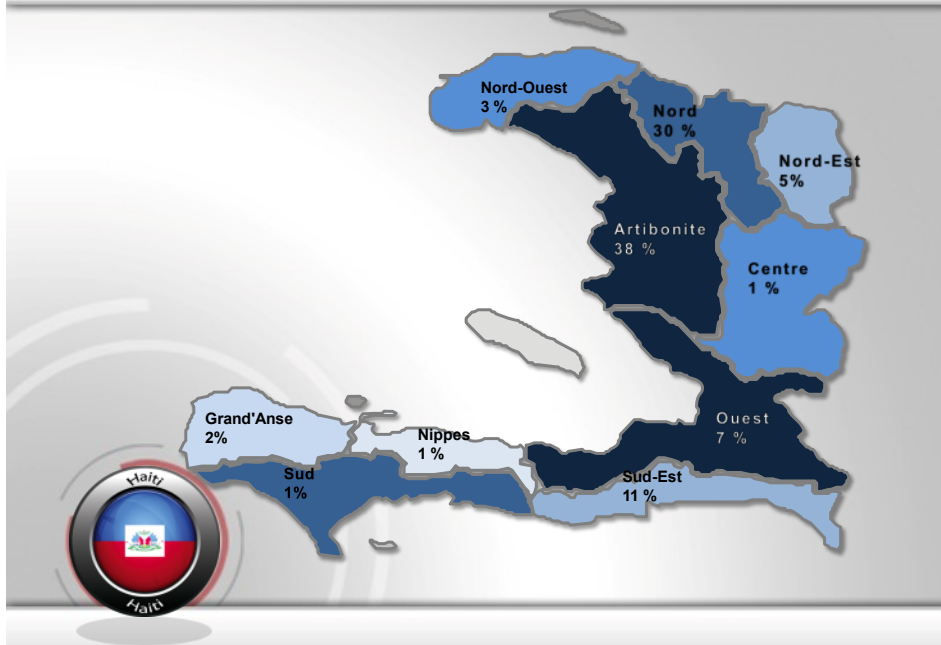 Nord-Ouest
3 %
Nord
30 %
Nord-Est
5%
Artibonite
38 %
Centre
1 %
Ouest
7 %
Grand'Anse
2%
Nippes
1 %
Sud
1%
Sud-Est
11 %
Haiti
Haiti